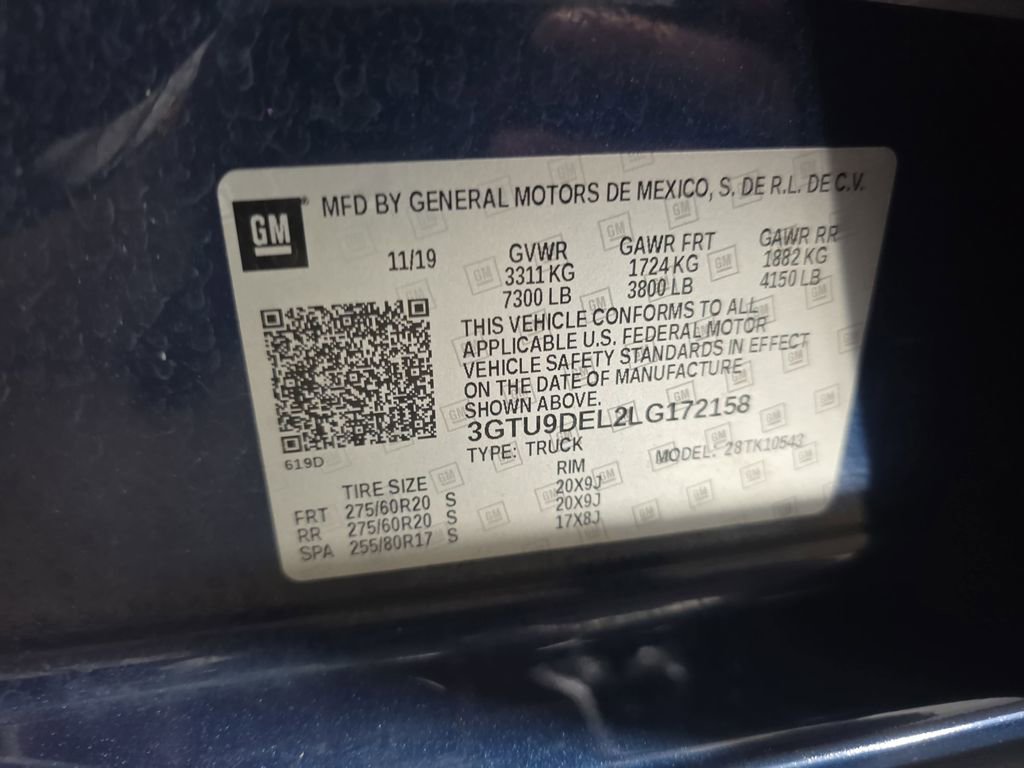 GM
MFD BY GENERAL MOTORS DE MEXICO, S. DE R.L. DE C.V.
11/19 GVWR GAWR FRT GAWR RR
3311 KG 1724 KG 1882 KG
7300 LB 3800 LB 4150 LB
THIS VEHICLE CONFORMS TO ALL
APPLICABLE U.S. FEDERAL MOTOR
VEHICLE SAFETY STANDARDS IN EFFECT
ON THE DATE OF MANUFACTURE
SHOWN ABOVE.
3GTU9DEL2LG172158
619D
TYPE: TRUCK MODEL: 28TK10543
TIRE SIZE RIM
FRT 275/60R20 S 20X9J
RR 275/60R20 S 20X9J
SPA 255/80R17 S 17X8J